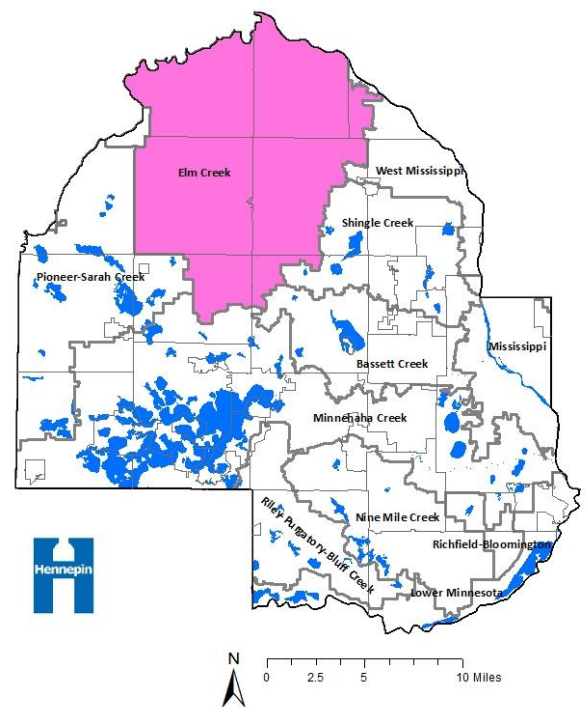 Elm Creek
West Mississippi
Shingle Creek
Pioneer-Sarah Creek
Mississippi
Bassett Creek
Minnehaha Creek
Nine Mile Creek
Riley-Purgatory-Bluff Creek
Richfield-Bloomington
Lower Minnesota
Hennepin
N
0 2.5 5 10 Miles